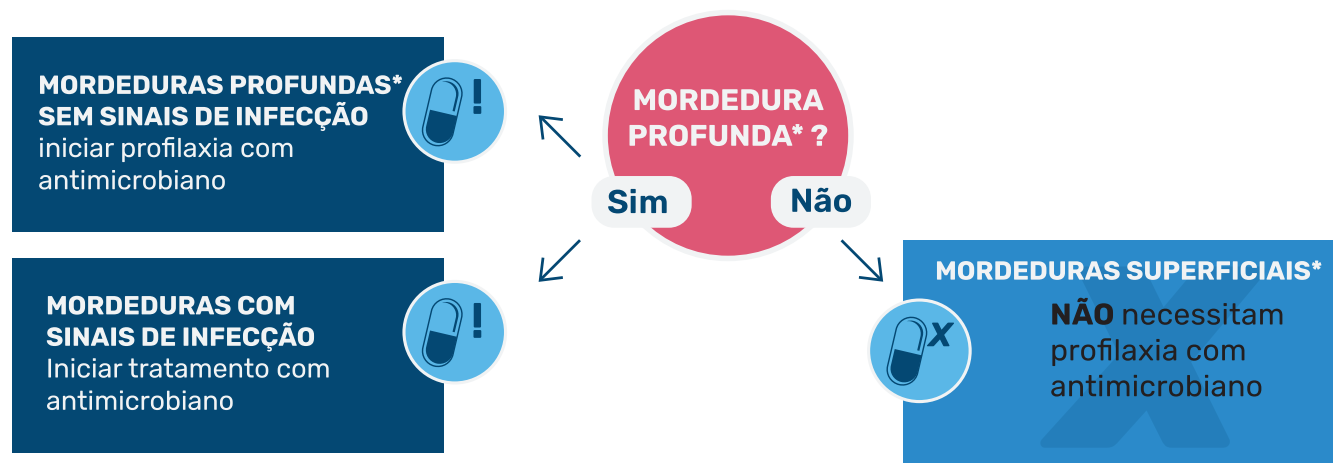 MORDEDURAS PROFUNDAS*
SEM SINAIS DE INFECÇÃO
iniciar profilaxia com
antimicrobiano
!
MORDEDURA
PROFUNDA* ?
Sim
Não
MORDEDURAS COM
SINAIS DE INFECÇÃO
Iniciar tratamento com
antimicrobiano
!
MORDEDURAS SUPERFICIAIS*
X
NÃO necessitam
profilaxia com
antimicrobiano